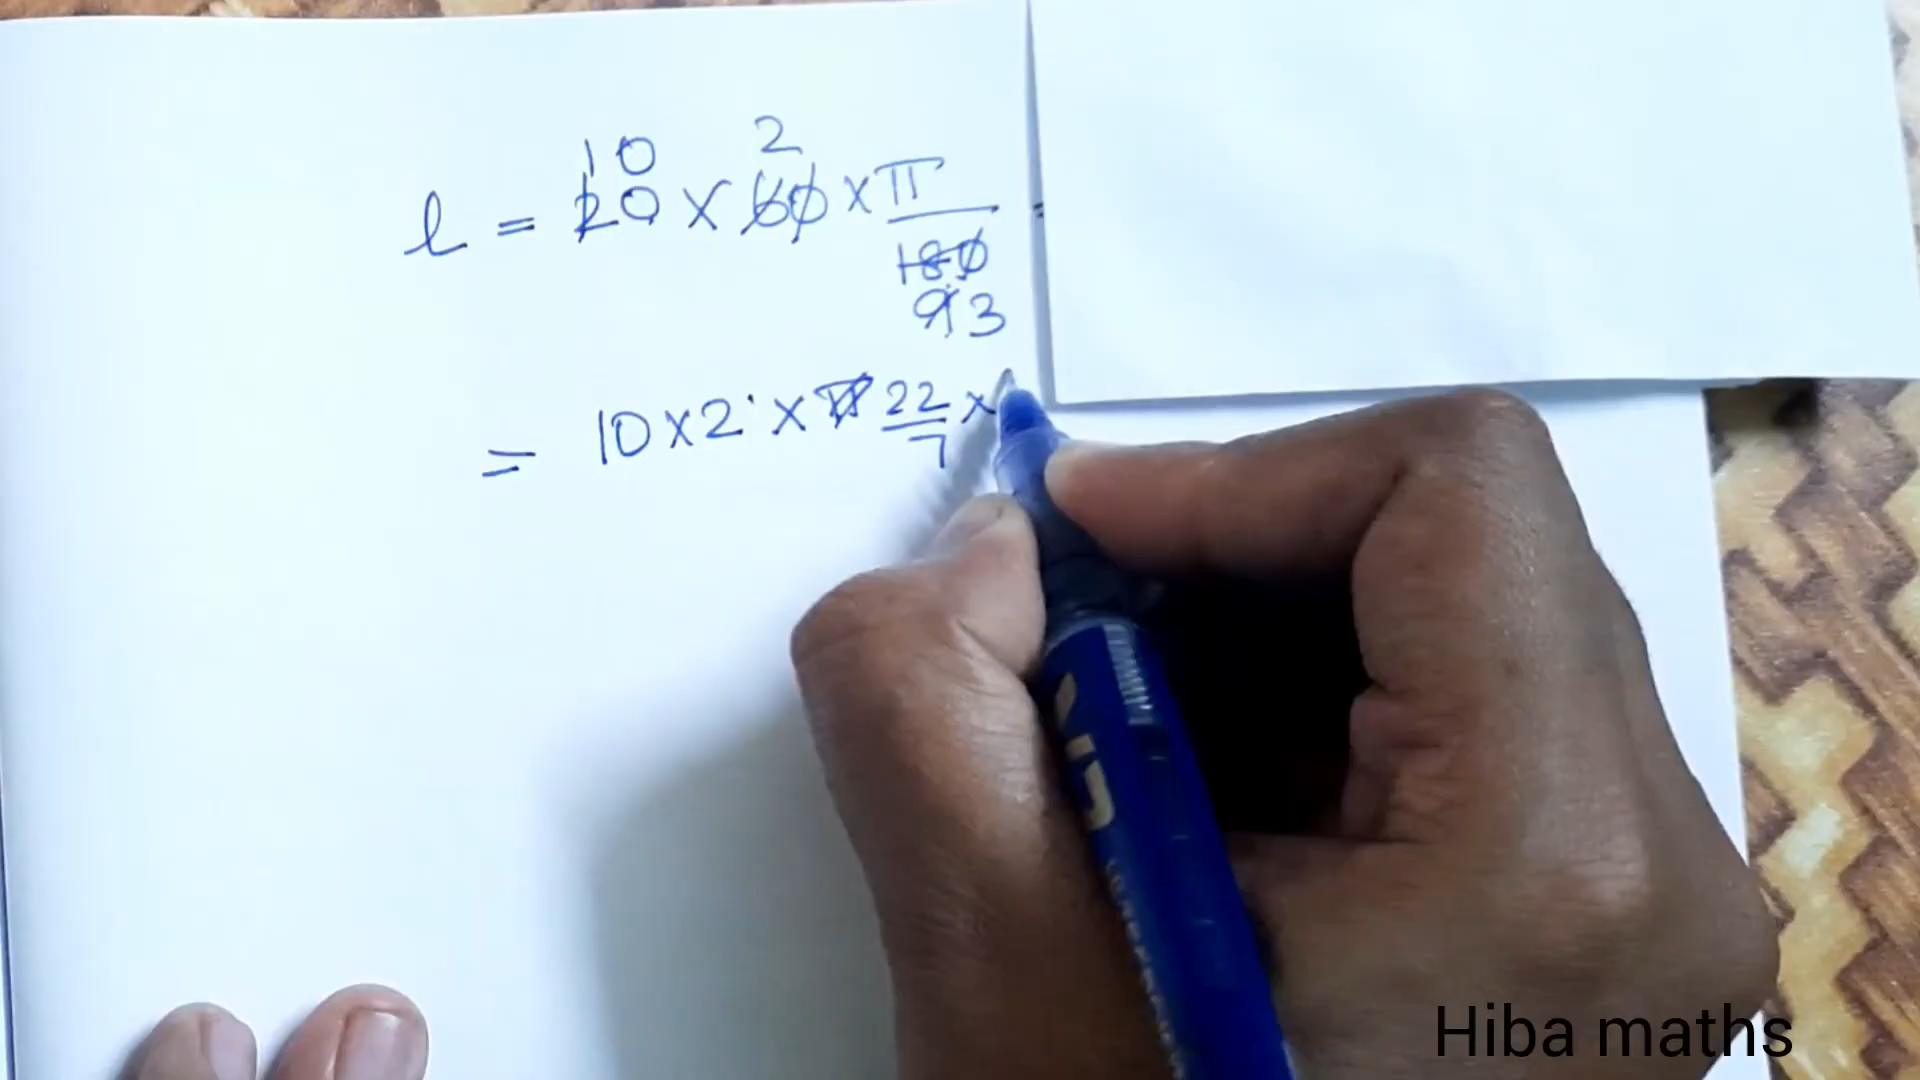 10 2
l = 20 × 60 × π
180
9 3
= 10 × 2 × π 22 ×
7
Hiba maths